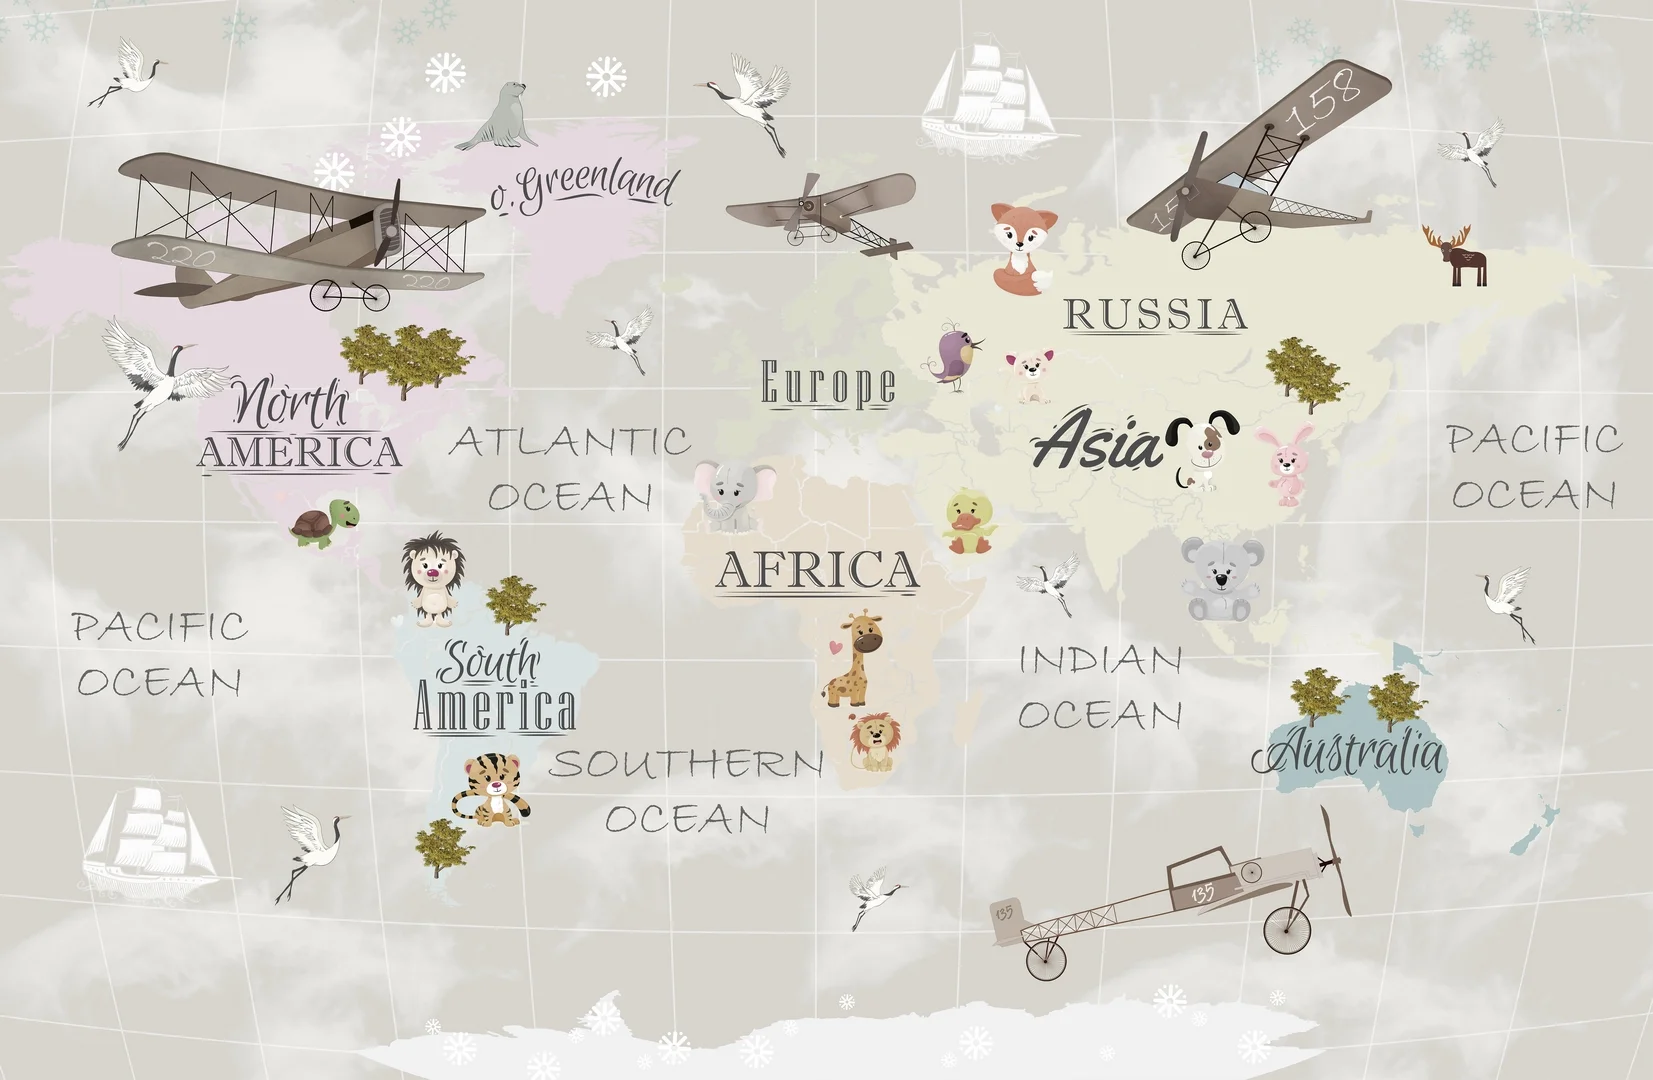 158
15
o. Greenland
220
220
RUSSIA
North
AMERICA
Europe
ATLANTIC
OCEAN
Asia
PACIFIC
OCEAN
AFRICA
PACIFIC
OCEAN
South
America
INDIAN
OCEAN
Australia
SOUTHERN
OCEAN
135
135